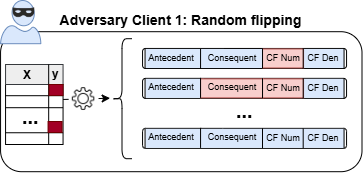 Adversary Client 1: Random flipping
X y
...
Antecedent Consequent CF Num CF Den
Antecedent Consequent CF Num CF Den
...
Antecedent Consequent CF Num CF Den